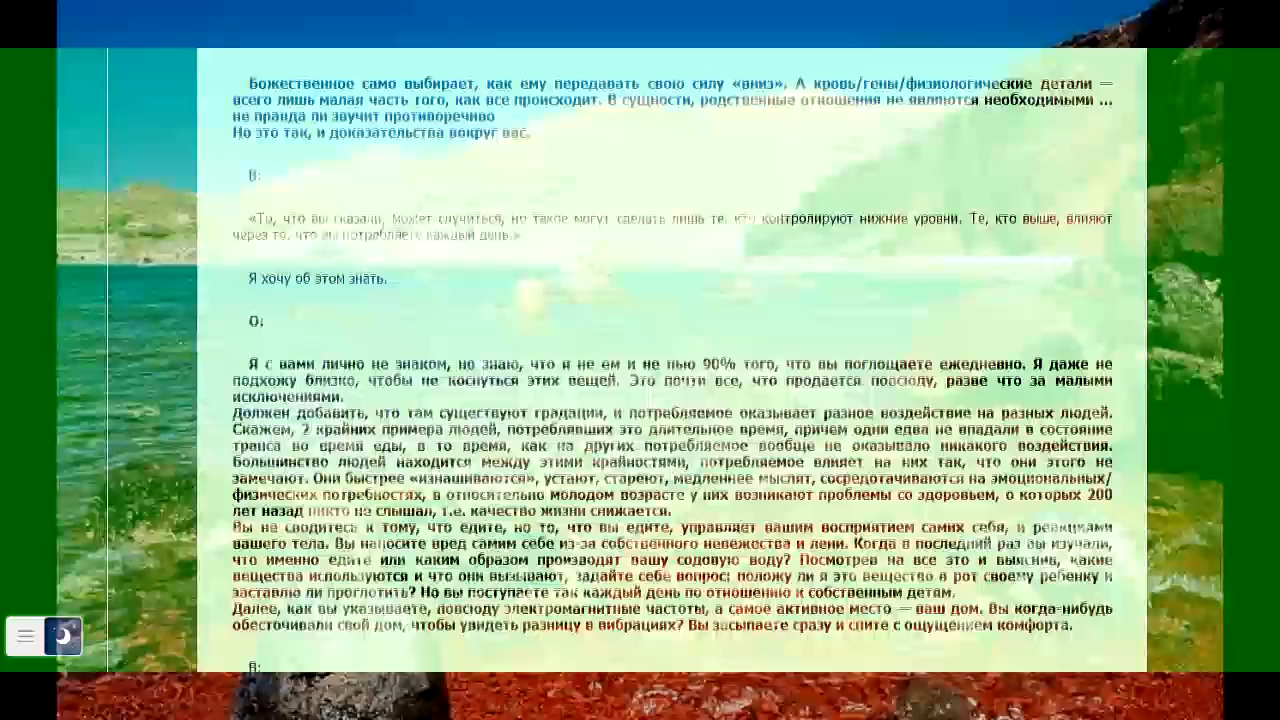 Божественное само выбирает, как ему передавать свою силу «вниз». А кровь/гены/физиологические детали —
всего лишь малая часть того, как все происходит. В сущности, родственные отношения не являются необходимыми ...
не правда ли звучит противоречиво
Но это так, и доказательства вокруг вас.
В:
«То, что вы сказали, может случиться, но такое могут сделать лишь те, кто контролируют нижние уровни. Те, кто выше, влияют
через то, что вы потребляете каждый день.»
Я хочу об этом знать...
О:
Я с вами лично не знаком, но знаю, что я не ем и не пью 90% того, что вы поглощаете ежедневно. Я даже не
подхожу близко, чтобы не коснуться этих вещей. Это почти все, что продается повсюду, разве что за малыми
исключениями.
Должен добавить, что там существуют градации, и потребляемое оказывает разное воздействие на разных людей.
Скажем, 2 крайних примера людей, потреблявших это длительное время, причем одни едва не впадали в состояние
транса во время еды, в то время, как на других потребляемое вообще не оказывало никакого воздействия.
Большинство людей находится между этими крайностями, потребляемое влияет на них так, что они этого не
замечают. Они быстрее «изнашиваются», устают, стареют, медленнее мыслят, сосредотачиваются на эмоциональных/
физических потребностях, в относительно молодом возрасте у них возникают проблемы со здоровьем, о которых 200
лет назад никто не слышал, т.е. качество жизни снижается.
Вы не сводитесь к тому, что едите, но то, что вы едите, управляет вашим восприятием самих себя, и реакциями
вашего тела. Вы наносите вред самим себе из-за собственного невежества и лени. Когда в последний раз вы изучали,
что именно едите или каким образом производят вашу содовую воду? Посмотрев на все это и выяснив, какие
вещества используются и что они вызывают, задайте себе вопрос: положу ли я это вещество в рот своему ребенку и
заставлю ли проглотить? Но вы поступаете так каждый день по отношению к собственным детям.
Далее, как вы указываете, повсюду электромагнитные частоты, а самое активное место — ваш дом. Вы когда-нибудь
обесточивали свой дом, чтобы увидеть разницу в вибрациях? Вы засыпаете сразу и спите с ощущением комфорта.
В: